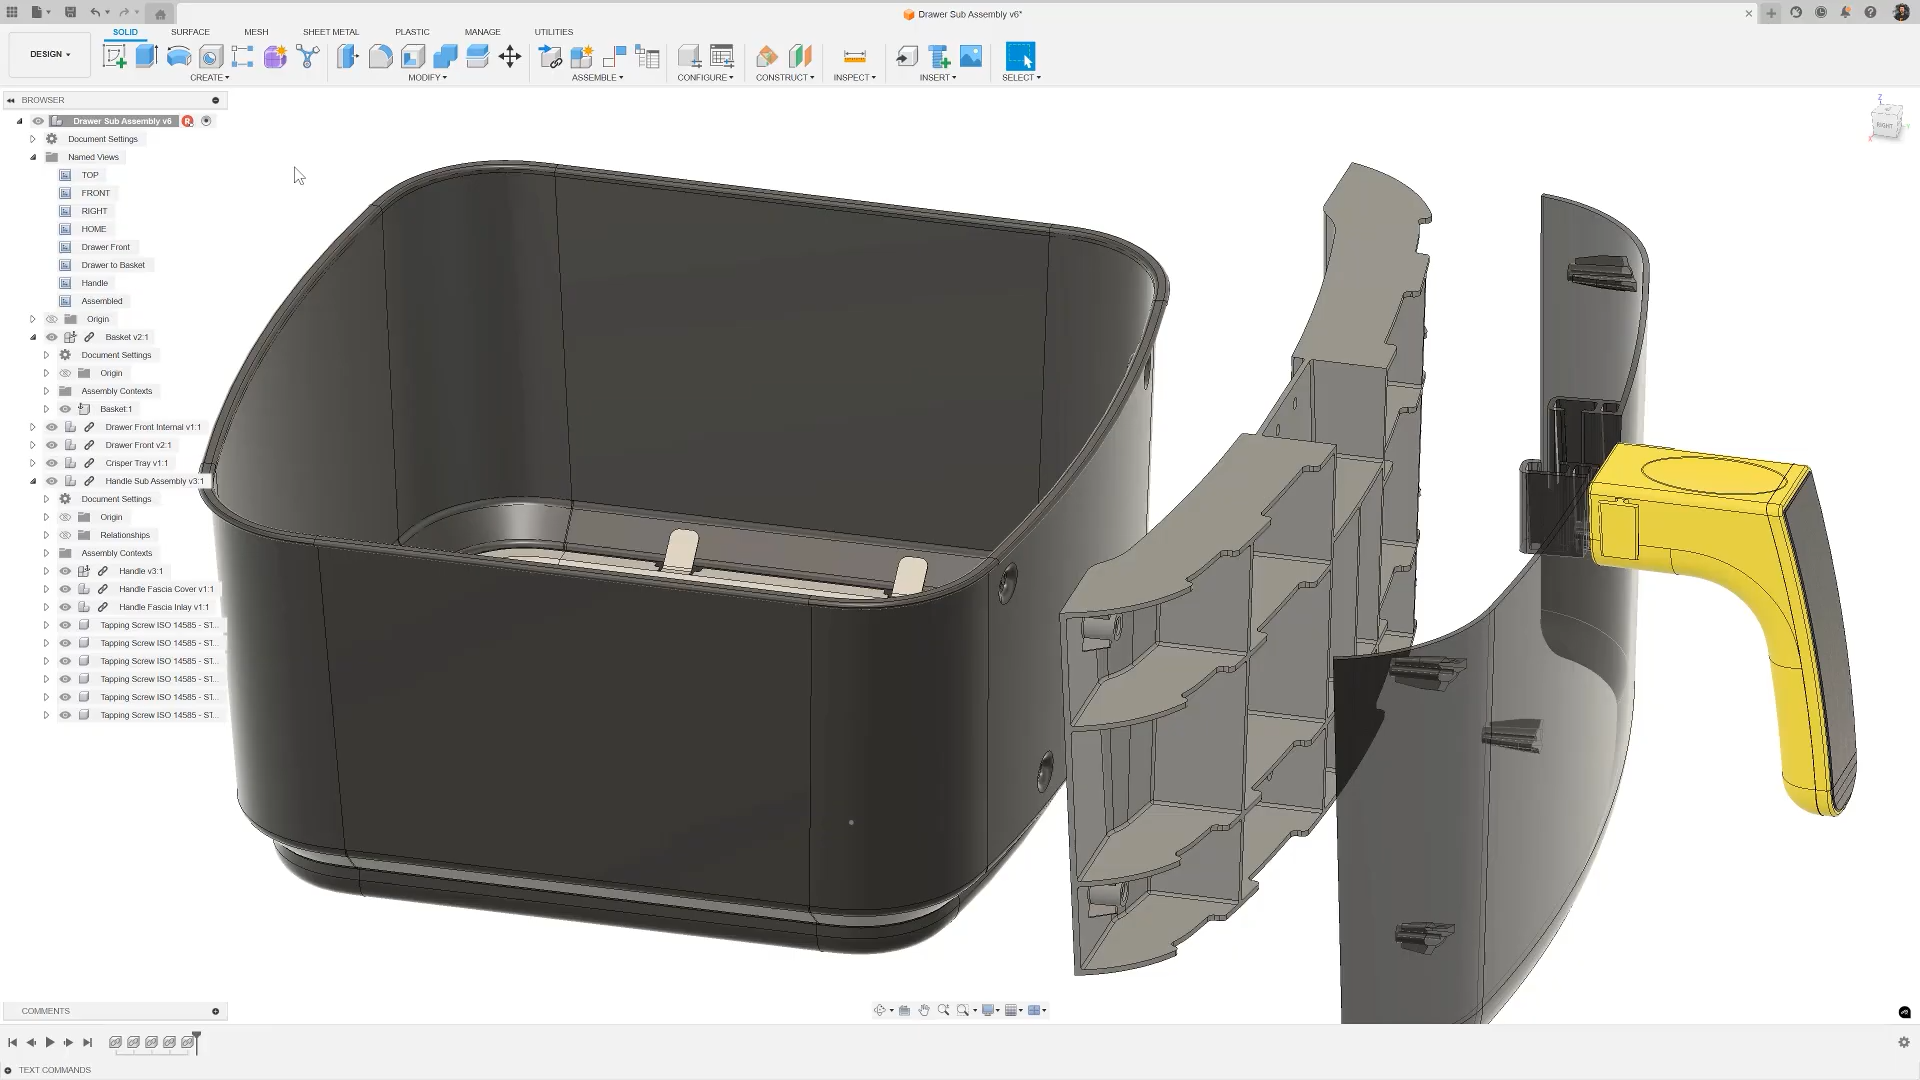 Drawer Sub Assembly v6*
SOLID SURFACE MESH SHEET METAL PLASTIC MANAGE UTILITIES
DESIGN
CREATE MODIFY ASSEMBLE CONFIGURE CONSTRUCT INSPECT INSERT SELECT
BROWSER
Drawer Sub Assembly v6
Document Settings
Named Views
TOP
FRONT
RIGHT
HOME
Drawer Front
Drawer to Basket
Handle
Assembled
Origin
Basket v2:1
Document Settings
Origin
Assembly Contexts
Basket:1
Drawer Front Internal v1:1
Drawer Front v2:1
Crisper Tray v1:1
Handle Sub Assembly v3:1
Document Settings
Origin
Relationships
Assembly Contexts
Handle v3:1
Handle Fascia Cover v1:1
Handle Fascia Inlay v1:1
Tapping Screw ISO 14585 - ST...
Tapping Screw ISO 14585 - ST...
Tapping Screw ISO 14585 - ST...
Tapping Screw ISO 14585 - ST...
Tapping Screw ISO 14585 - ST...
Tapping Screw ISO 14585 - ST...
Z
RIGHT
COMMENTS
TEXT COMMANDS